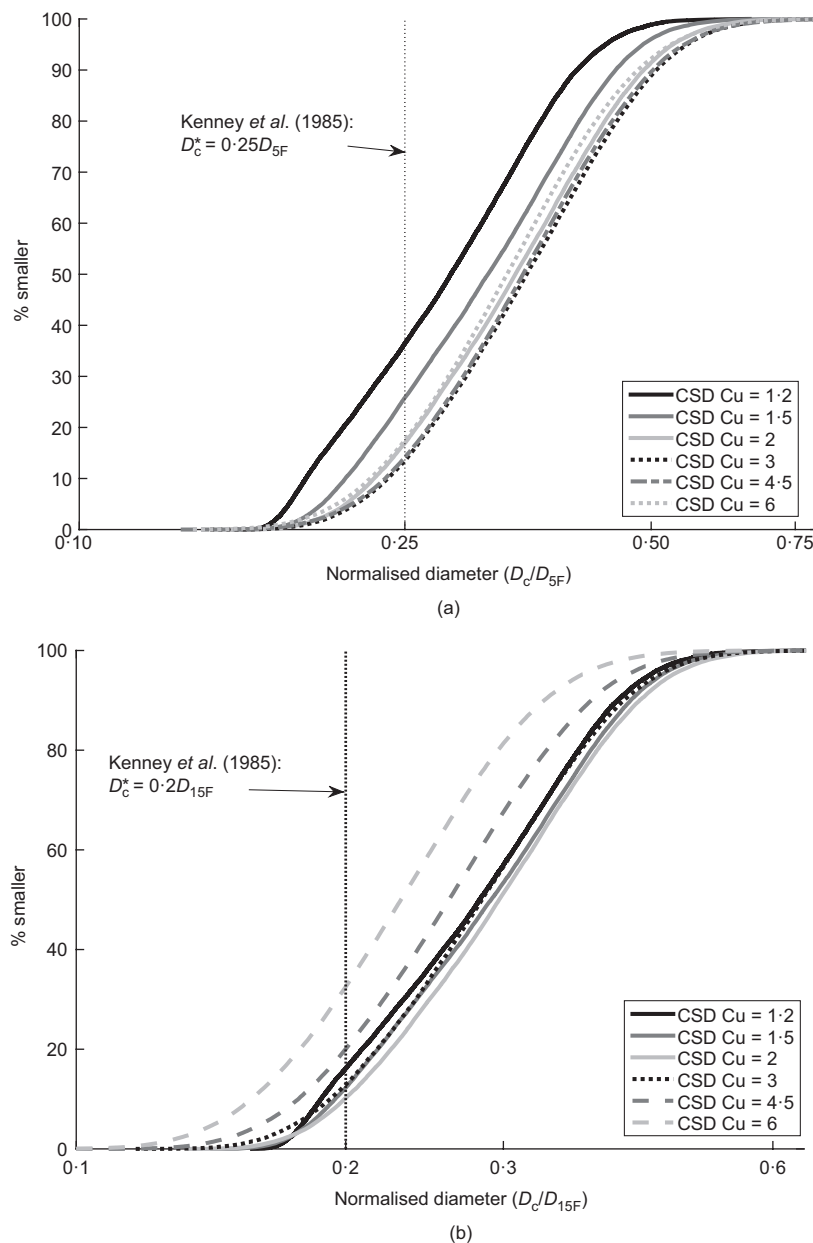 100
90
80
70
60
50
40
30
20
10
0
% smaller
Kenney et al. (1985):
D*c = 0·25D5F
CSD Cu = 1·2
CSD Cu = 1·5
CSD Cu = 2
CSD Cu = 3
CSD Cu = 4·5
CSD Cu = 6
0·10
0·25
0·50
0·75
Normalised diameter (Dc/D5F)
(a)
100
80
60
40
20
0
% smaller
Kenney et al. (1985):
D*c = 0·2D15F
CSD Cu = 1·2
CSD Cu = 1·5
CSD Cu = 2
CSD Cu = 3
CSD Cu = 4·5
CSD Cu = 6
0·1
0·2
0·3
0·6
Normalised diameter (Dc/D15F)
(b)